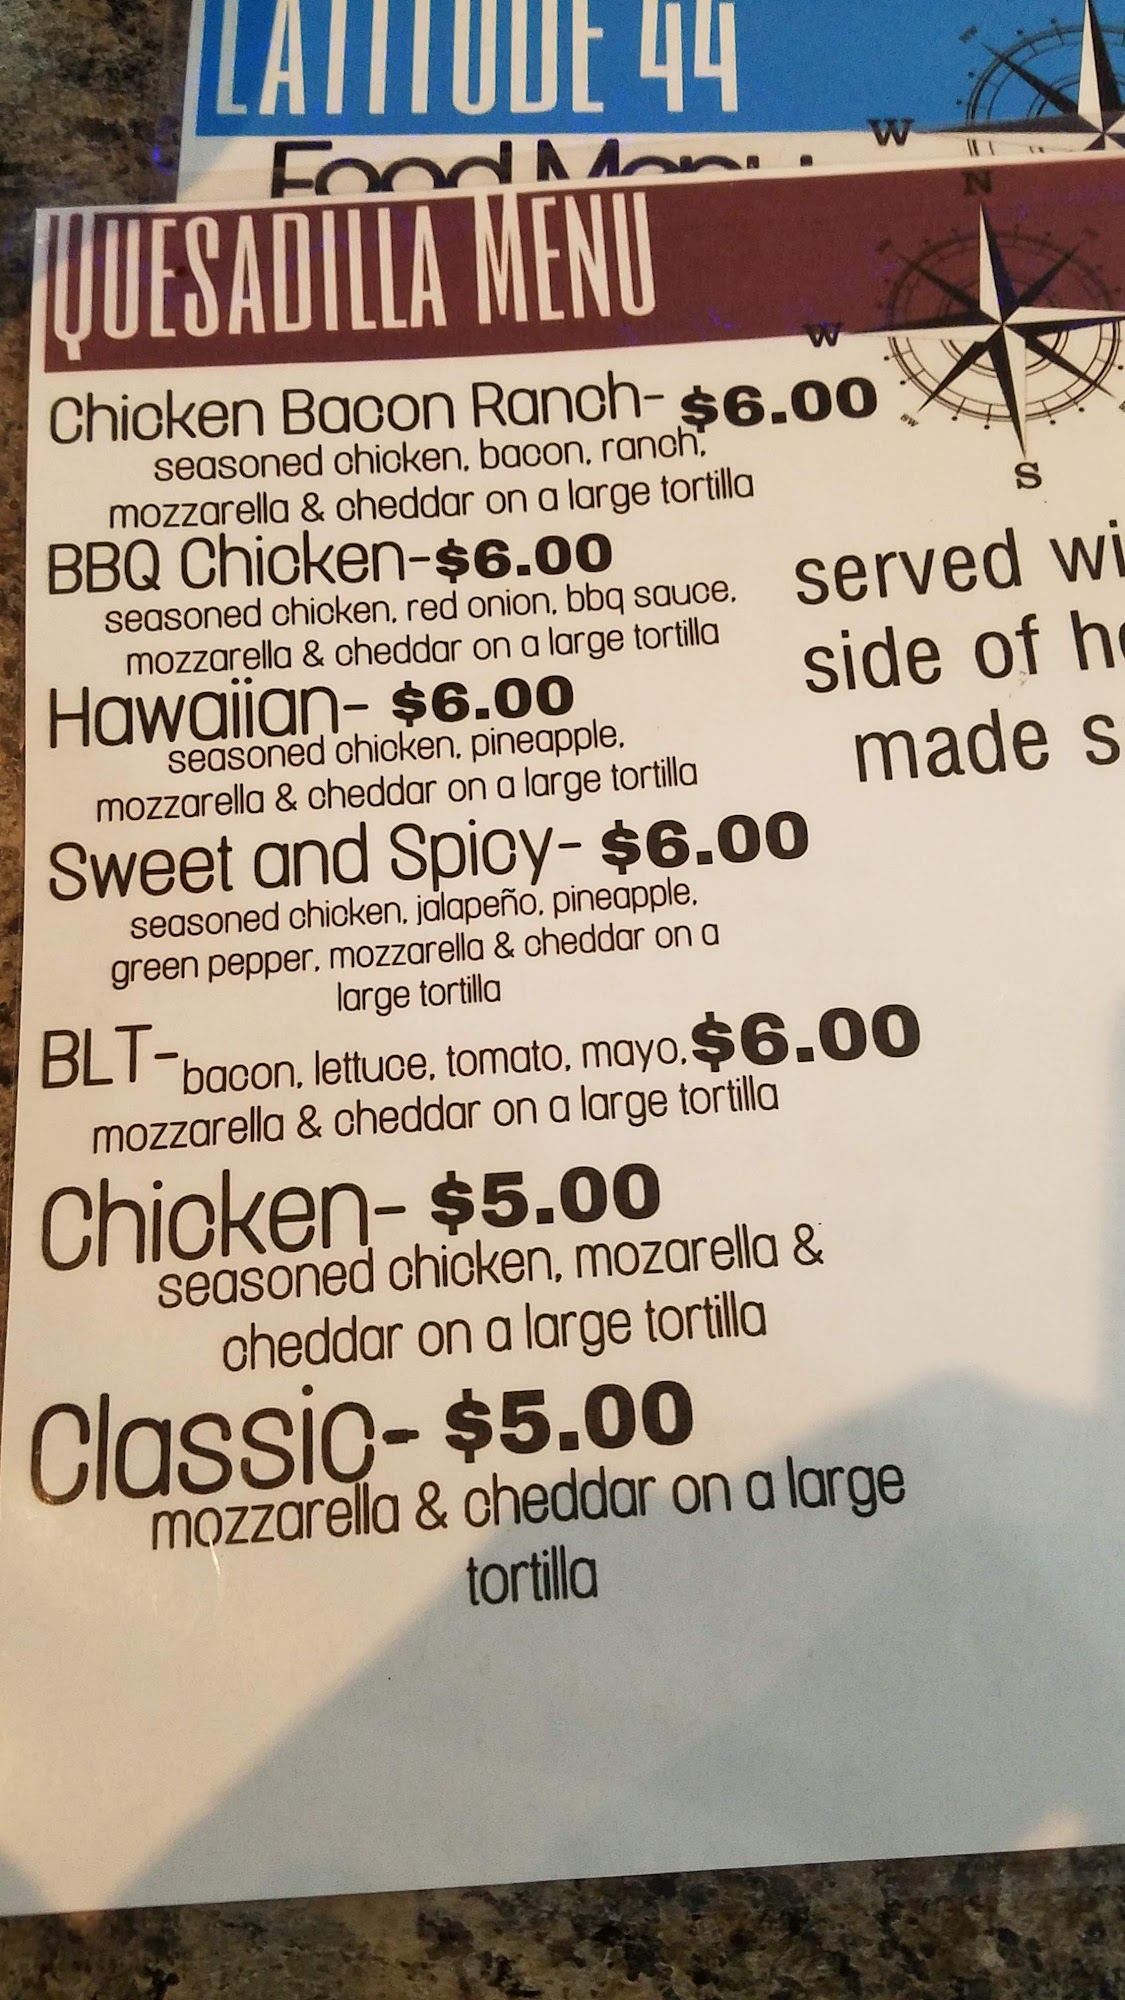 LATITUDE 44
Food Menu
W
QUESADILLA MENU
N
W
S
Chicken Bacon Ranch- $6.00
seasoned chicken, bacon, ranch,
mozzarella & cheddar on a large tortilla
BBQ Chicken-$6.00
seasoned chicken, red onion, bbq sauce,
mozzarella & cheddar on a large tortilla
Hawaiian- $6.00
seasoned chicken, pineapple,
mozzarella & cheddar on a large tortilla
Sweet and Spicy- $6.00
seasoned chicken, jalapeño, pineapple,
green pepper, mozzarella & cheddar on a
large tortilla
BLT-bacon, lettuce, tomato, mayo, $6.00
mozzarella & cheddar on a large tortilla
Chicken- $5.00
seasoned chicken, mozarella &
cheddar on a large tortilla
Classic- $5.00
mozzarella & cheddar on a large
tortilla
served wi
side of ho
made s